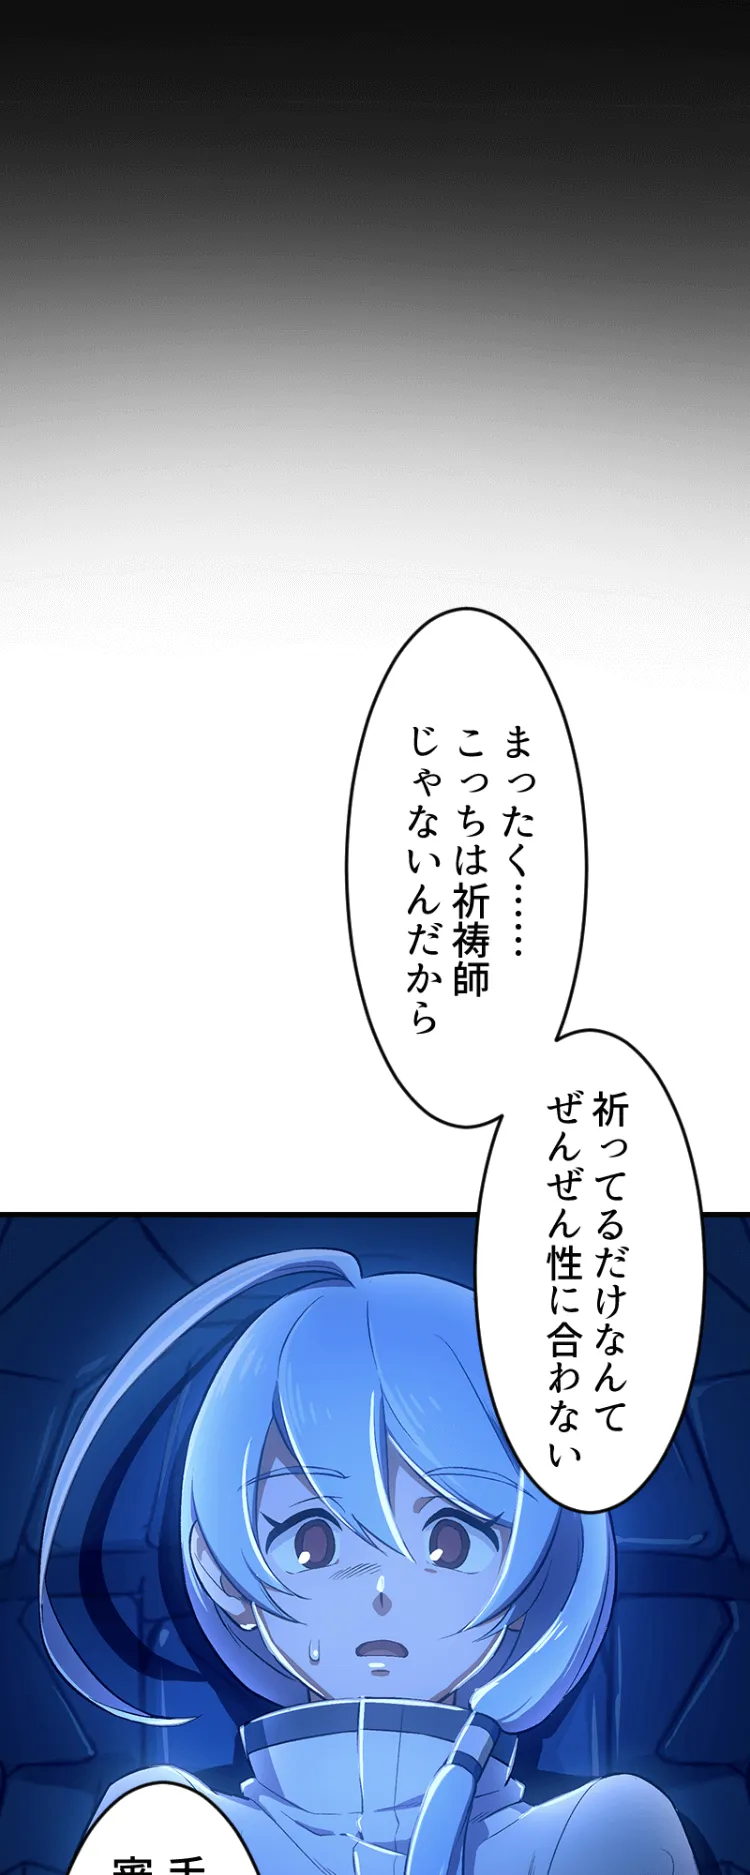 まったく……
こっちは祈祷師
じゃないんだから
祈ってるだけなんて
ぜんぜん性に合わない
手